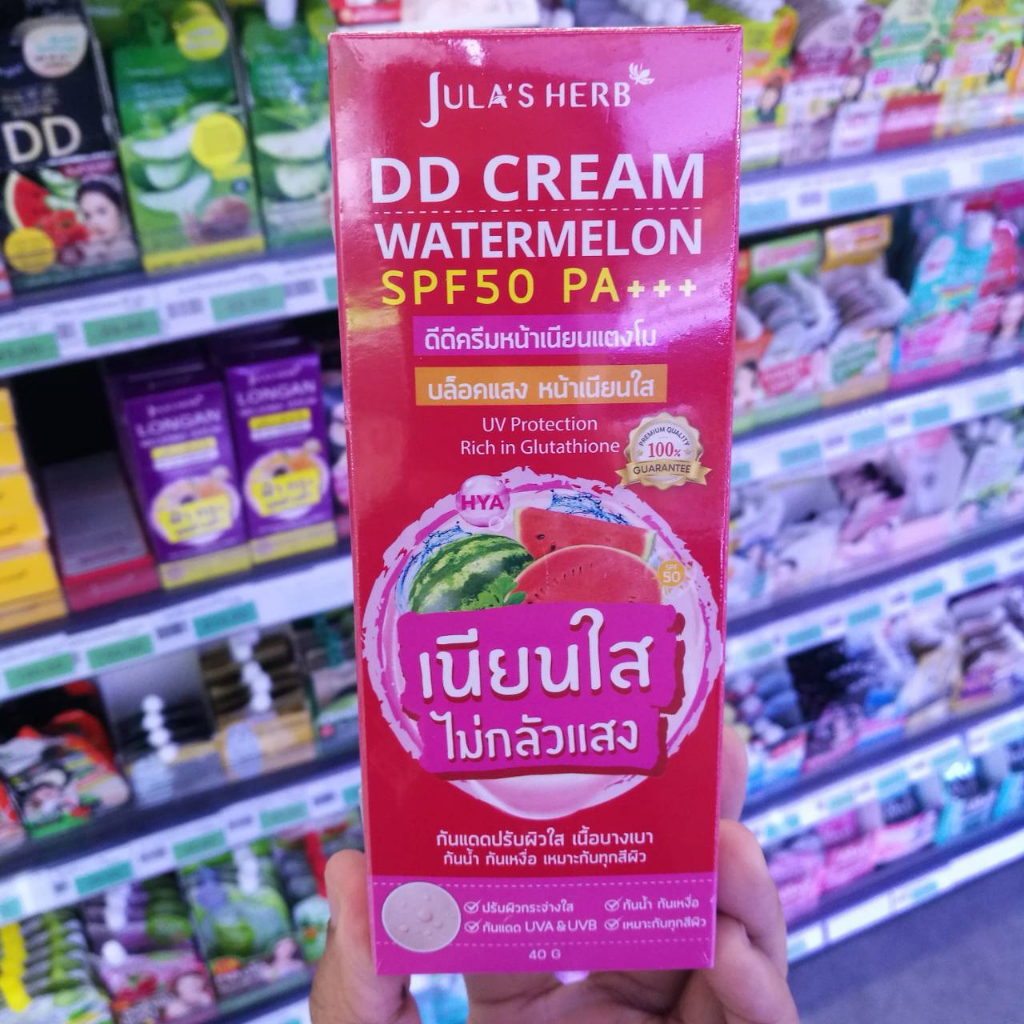 JULA'S HERB
DD CREAM
WATERMELON
SPF50 PA+++
ดีดีครีมหน้าเนียนแตงโม
บล็อคแสง หน้าเนียนใส
UV Protection
Rich in Glutathione
PREMIUM QUALITY
100%
GUARANTEE
HYA
SPF
50
เนียนใส
ไม่กลัวแสง
กันแดดปรับผิวใส เนื้อบางเบา
กันน้ำ กันเหงื่อ เหมาะกับทุกสีผิว
ปรับผิวกระจ่างใส
กันน้ำ กันเหงื่อ
กันแดด UVA & UVB
เหมาะกับทุกสีผิว
40 G
DD
LONGAN
LONGAN